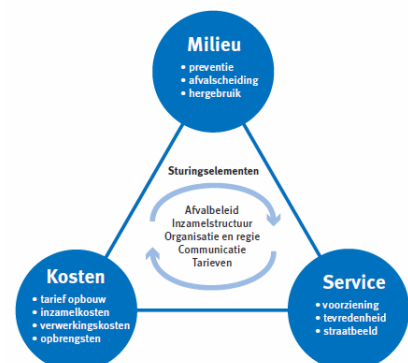 Milieu
• preventie
• afvalscheiding
• hergebruik
Sturingselementen
Afvalbeleid
Inzamelstructuur
Organisatie en regie
Communicatie
Tarieven
Kosten
• tarief opbouw
• inzamelkosten
• verwerkingskosten
• opbrengsten
Service
• voorziening
• tevredenheid
• straatbeeld